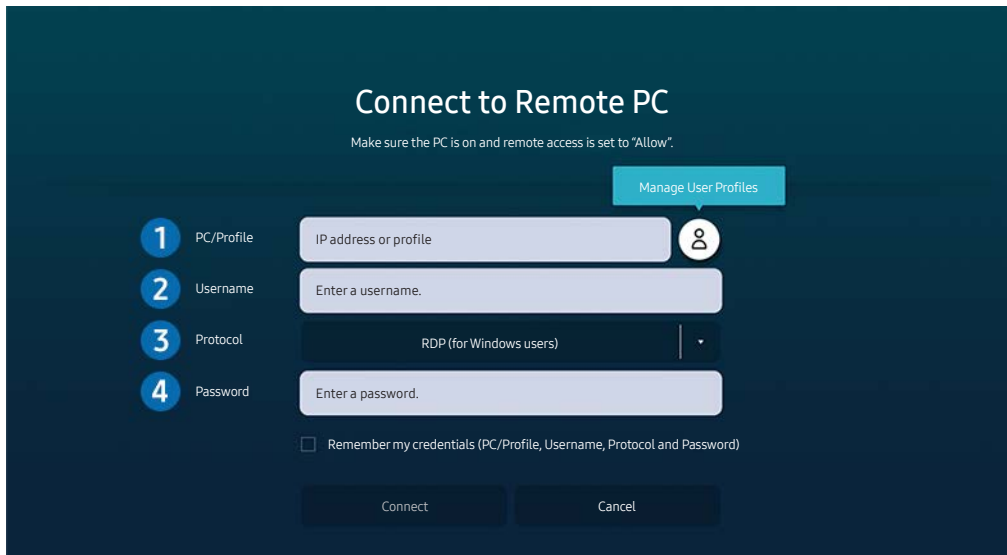 Connect to Remote PC
Make sure the PC is on and remote access is set to “Allow”.
Manage User Profiles
1 PC/Profile IP address or profile
2 Username Enter a username.
3 Protocol RDP (for Windows users)
4 Password Enter a password.
Remember my credentials (PC/Profile, Username, Protocol and Password)
Connect Cancel